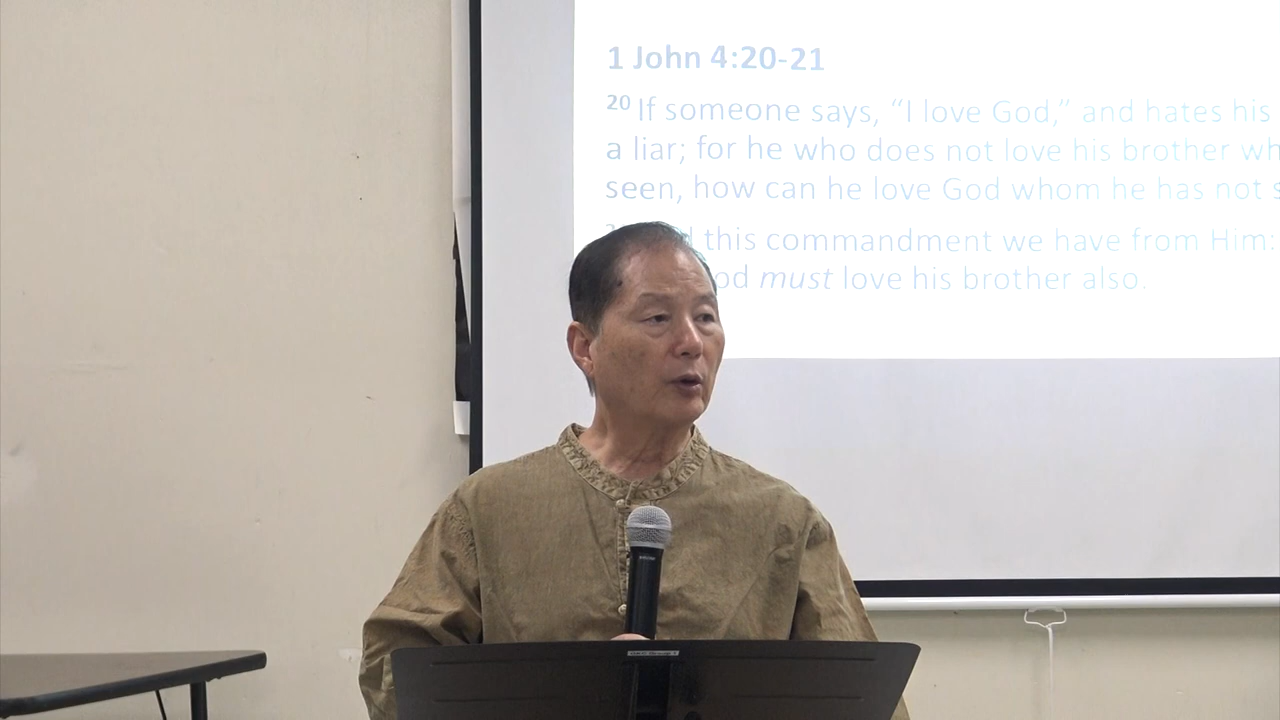 1 John 4:20-21
20 If someone says, “I love God,” and hates his
a liar; for he who does not love his brother wh
seen, how can he love God whom he has not s
this commandment we have from Him:
od must love his brother also.